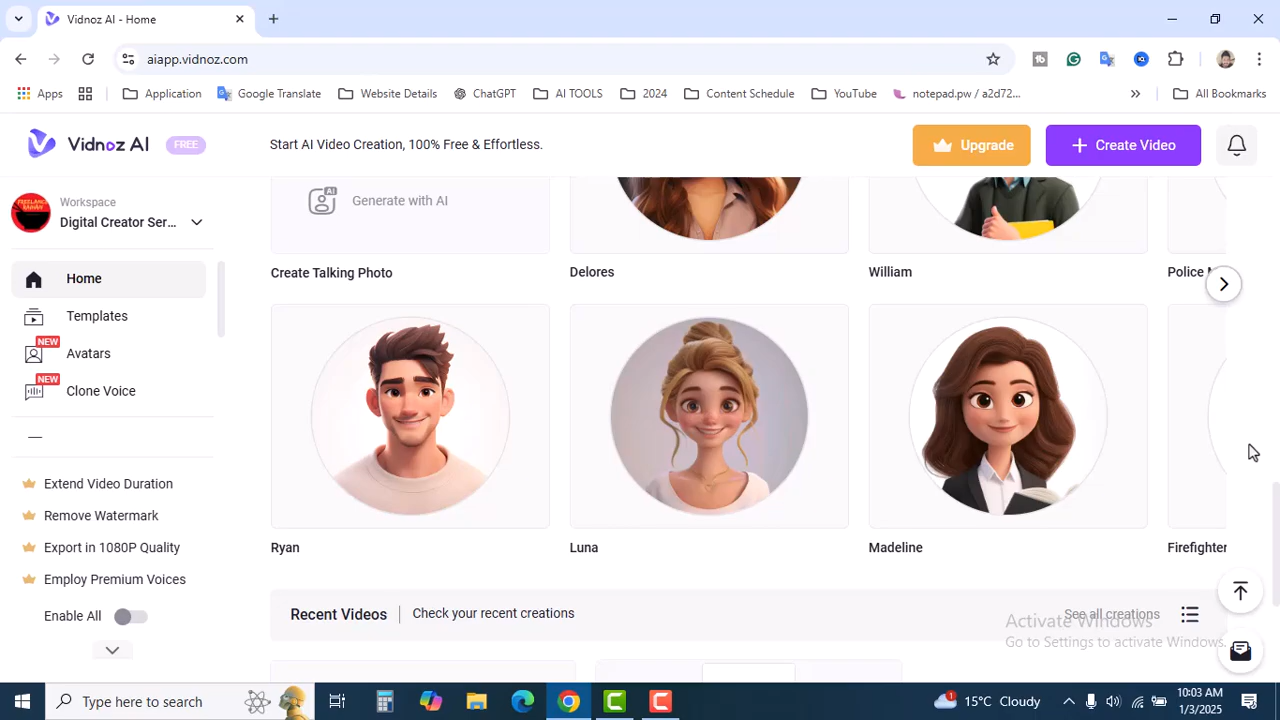 Vidnoz AI - Home
aiapp.vidnoz.com
Apps
Application
Google Translate
Website Details
ChatGPT
AI TOOLS
2024
Content Schedule
YouTube
notepad.pw / a2d72...
All Bookmarks
Vidnoz AI
FREE
Start AI Video Creation, 100% Free & Effortless.
Upgrade
Create Video
Workspace
Digital Creator Ser...
Home
Templates
NEW
Avatars
NEW
Clone Voice
Extend Video Duration
Remove Watermark
Export in 1080P Quality
Employ Premium Voices
Enable All
AI
Generate with AI
Create Talking Photo
Delores
William
Police
Ryan
Luna
Madeline
Firefighter
Recent Videos
Check your recent creations
See all creations
Activate Windows
Go to Settings to activate Windows.
Type here to search
1
15°C Cloudy
10:03 AM
1/3/2025